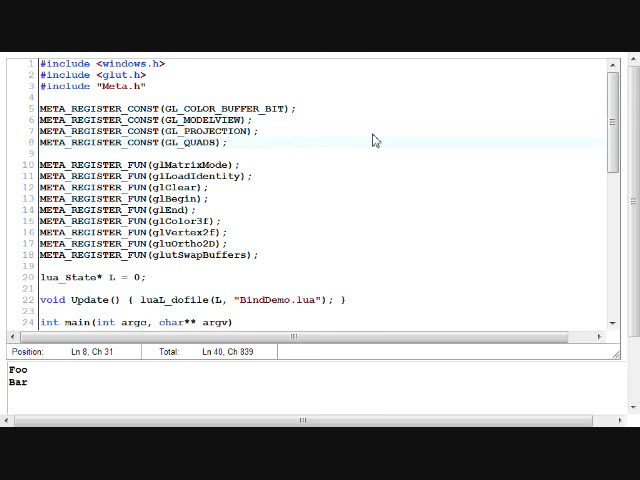 1 #include <windows.h>
2 #include <glut.h>
3 #include "Meta.h"
4
5 META_REGISTER_CONST(GL_COLOR_BUFFER_BIT);
6 META_REGISTER_CONST(GL_MODELVIEW);
7 META_REGISTER_CONST(GL_PROJECTION);
8 META_REGISTER_CONST(GL_QUADS);
9
10 META_REGISTER_FUN(glMatrixMode);
11 META_REGISTER_FUN(glLoadIdentity);
12 META_REGISTER_FUN(glClear);
13 META_REGISTER_FUN(glBegin);
14 META_REGISTER_FUN(glEnd);
15 META_REGISTER_FUN(glColor3f);
16 META_REGISTER_FUN(glVertex2f);
17 META_REGISTER_FUN(gluOrtho2D);
18 META_REGISTER_FUN(glutSwapBuffers);
19
20 lua_State* L = 0;
21
22 void Update() { luaL_dofile(L, "BindDemo.lua"); }
23
24 int main(int argc, char** argv)
Position: Ln 8, Ch 31 Total: Ln 40, Ch 839
Foo
Bar